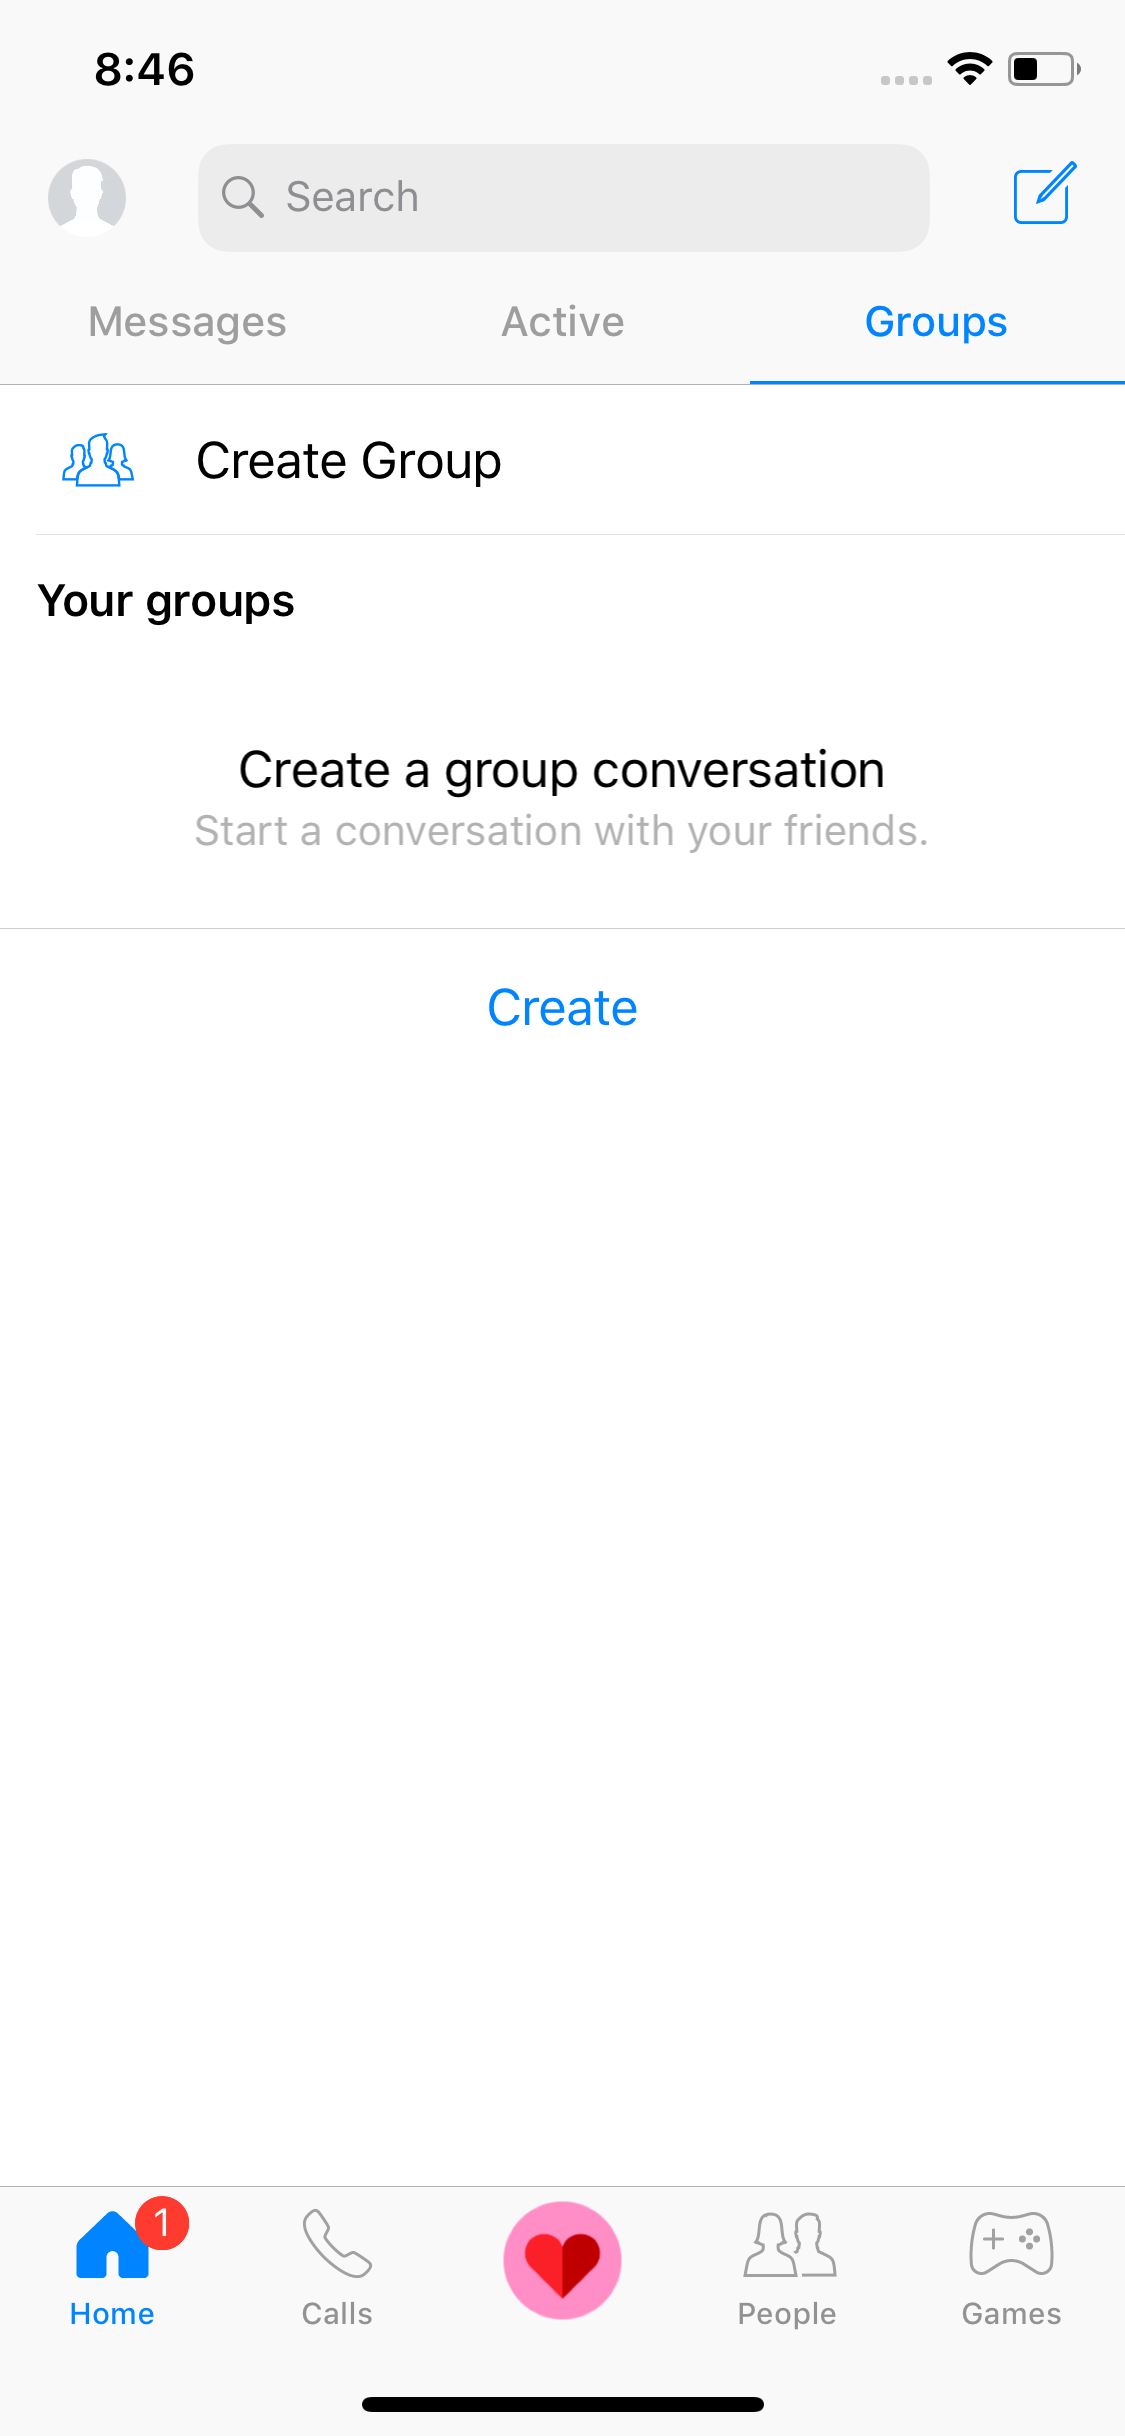 8:46
Search
Messages Active Groups
Create Group
Your groups
Create a group conversation
Start a conversation with your friends.
Create
1
Home Calls People Games